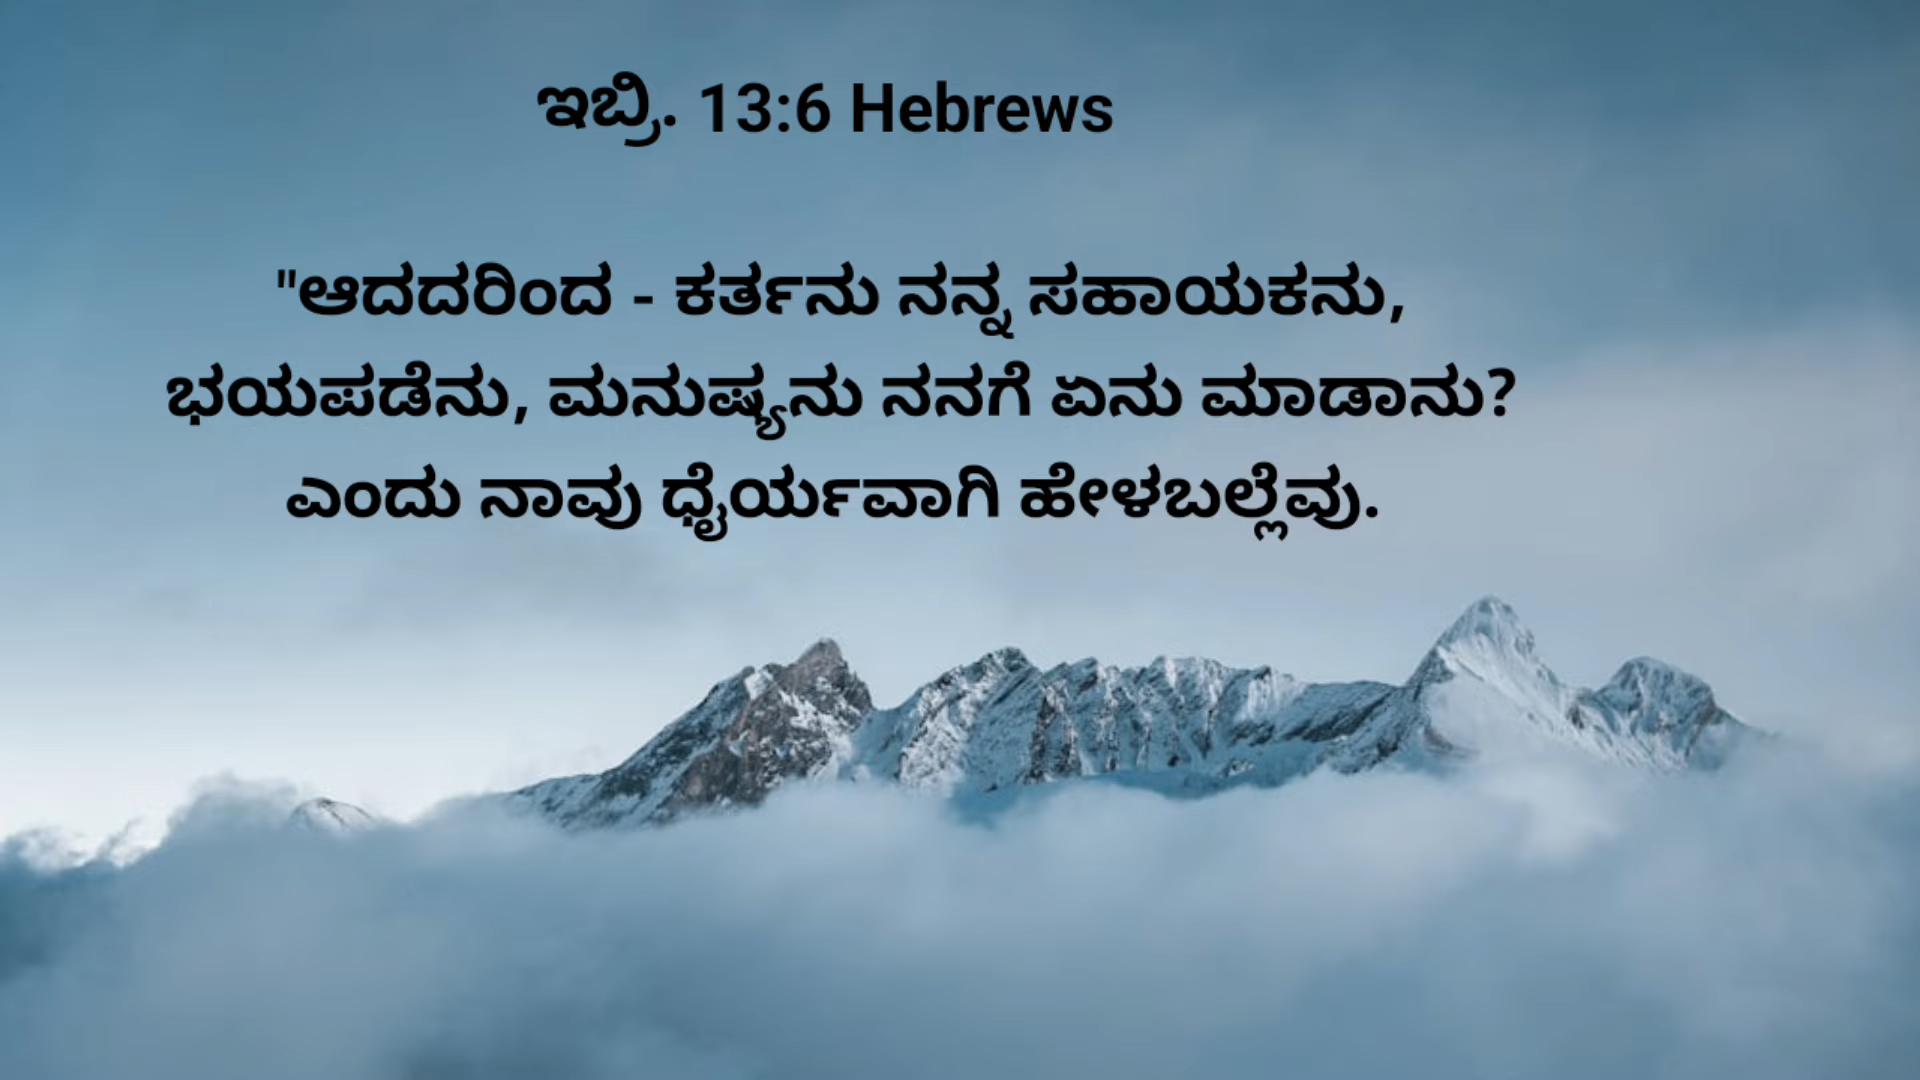 ಇಬ್ರಿ. 13:6 Hebrews
"ಆದದರಿಂದ - ಕರ್ತನು ನನ್ನ ಸಹಾಯಕನು,
ಭಯಪಡೆನು, ಮನುಷ್ಯನು ನನಗೆ ಏನು ಮಾಡಾನು?
ಎಂದು ನಾವು ಧೈರ್ಯವಾಗಿ ಹೇಳಬಲ್ಲೆವು.